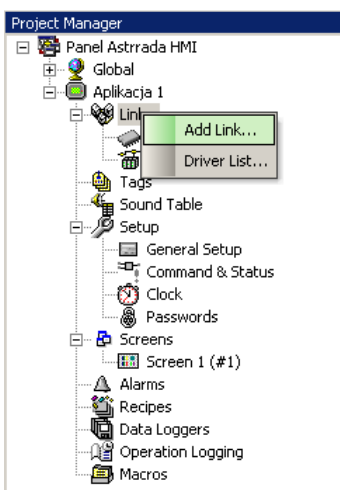 Project Manager
Panel Astrrada HMI
Global
Aplikacja 1
Add Link...
Driver List...
Tags
Sound Table
Setup
General Setup
Command & Status
Clock
Passwords
Screens
Screen 1 (#1)
Alarms
Recipes
Data Loggers
Operation Logging
Macros